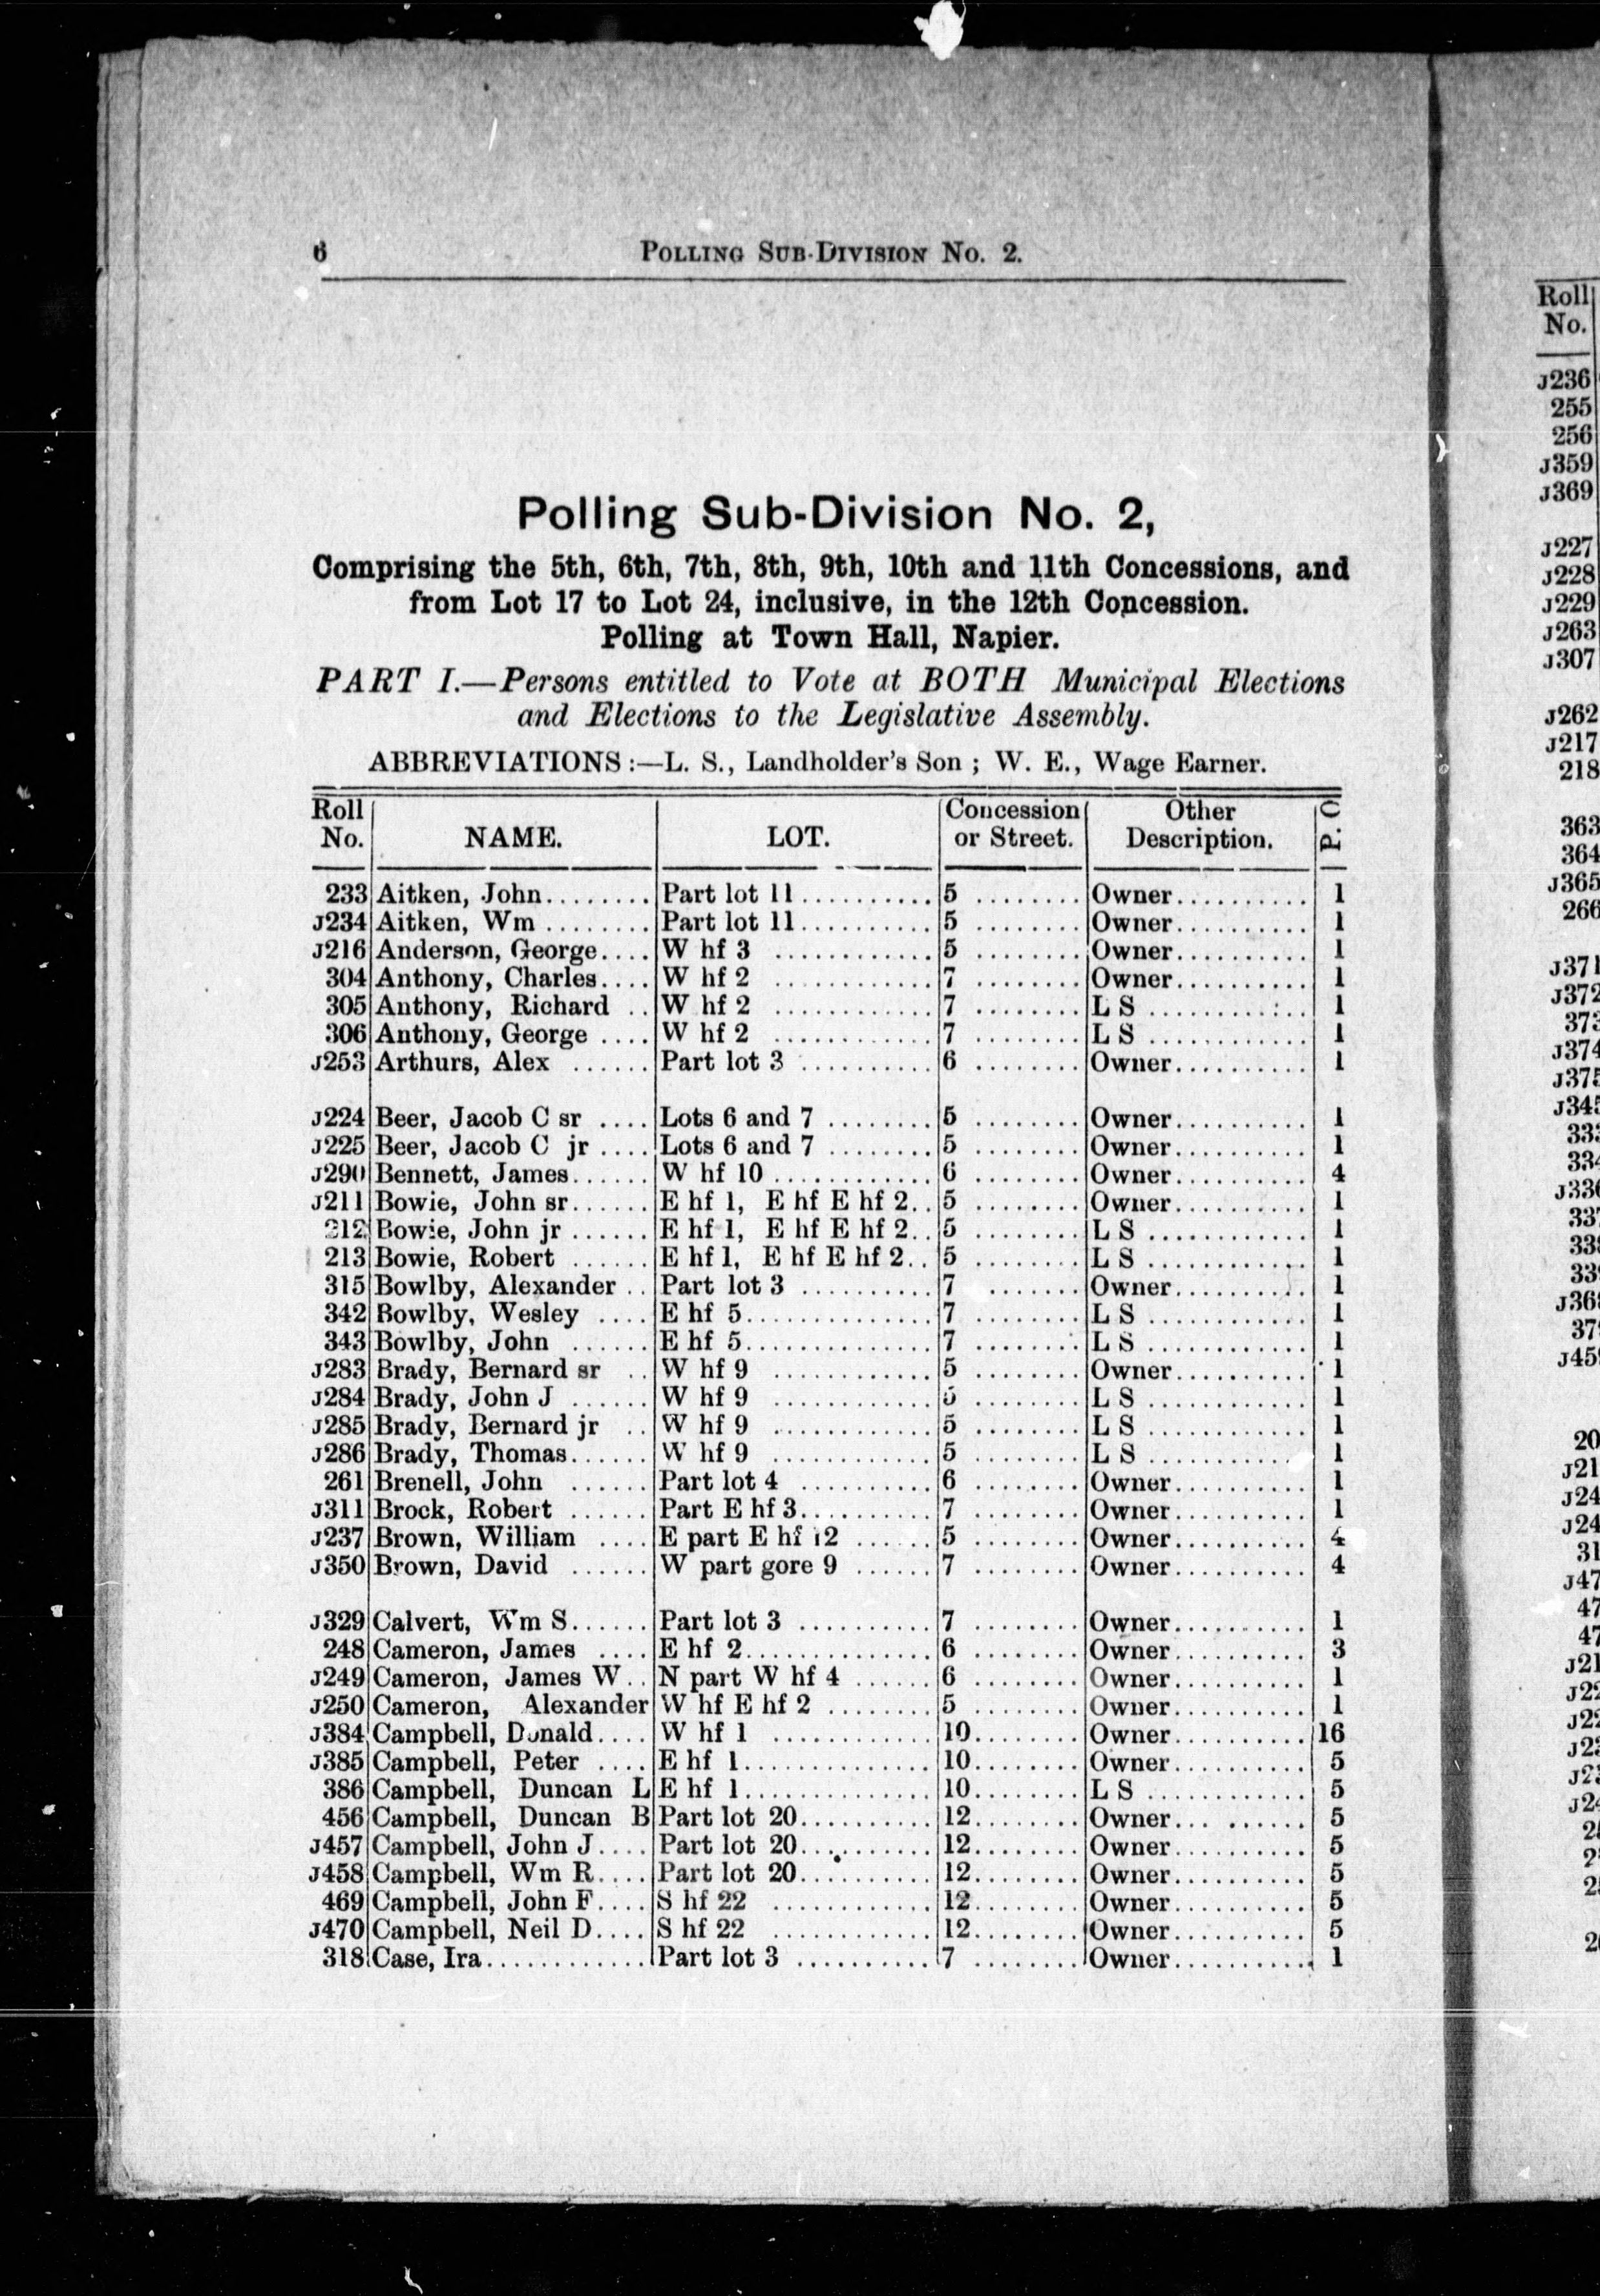 6 POLLING SUB-DIVISION NO. 2.
Polling Sub-Division No. 2,
Comprising the 5th, 6th, 7th, 8th, 9th, 10th and 11th Concessions, and
from Lot 17 to Lot 24, inclusive, in the 12th Concession.
Polling at Town Hall, Napier.
PART I.—Persons entitled to Vote at BOTH Municipal Elections
and Elections to the Legislative Assembly.
ABBREVIATIONS :—L. S., Landholder's Son ; W. E., Wage Earner.
Roll No. NAME. LOT. Concession or Street. Other Description. P. C
233 Aitken, John........ Part lot 11.......... 5 ........ Owner.......... 1
J234 Aitken, Wm ........ Part lot 11.......... 5 ........ Owner.......... 1
J216 Anderson, George.... W hf 3 ............ 5 ........ Owner.......... 1
304 Anthony, Charles.... W hf 2 ............ 7 ........ Owner.......... 1
305 Anthony, Richard .. W hf 2 ............ 7 ........ L S ............ 1
306 Anthony, George .... W hf 2 ............ 7 ........ L S ............ 1
J253 Arthurs, Alex ...... Part lot 3 .......... 6 ........ Owner.......... 1
J224 Beer, Jacob C sr .... Lots 6 and 7 ........ 5 ........ Owner.......... 1
J225 Beer, Jacob C jr .... Lots 6 and 7 ........ 5 ........ Owner.......... 1
J290 Bennett, James...... W hf 10............ 6 ........ Owner.......... 4
J211 Bowie, John sr...... E hf 1, E hf E hf 2.. 5 ........ Owner.......... 1
212 Bowie, John jr ...... E hf 1, E hf E hf 2.. 5 ........ L S ............ 1
213 Bowie, Robert ...... E hf 1, E hf E hf 2.. 5 ........ L S ............ 1
315 Bowlby, Alexander .. Part lot 3 .......... 7 ....... Owner.......... 1
342 Bowlby, Wesley .... E hf 5.............. 7 ........ L S ............ 1
343 Bowlby, John ...... E hf 5.............. 7 ........ L S ............ 1
J283 Brady, Bernard sr .. W hf 9 ............ 5 ........ Owner.......... 1
J284 Brady, John J ...... W hf 9 ............ 5 ........ L S ............ 1
J285 Brady, Bernard jr .. W hf 9 ............ 5 ........ L S ............ 1
J286 Brady, Thomas...... W hf 9 ............ 5 ........ L S ............ 1
261 Brenell, John ...... Part lot 4 .......... 6 ........ Owner.......... 1
J311 Brock, Robert ...... Part E hf 3.......... 7 ........ Owner.......... 1
J237 Brown, William .... E part E hf 12 ...... 5 ........ Owner.......... 4
J350 Brown, David ...... W part gore 9 ...... 7 ........ Owner.......... 4
J329 Calvert, Wm S...... Part lot 3 .......... 7 ........ Owner.......... 1
248 Cameron, James .... E hf 2.............. 6 ........ Owner.......... 3
J249 Cameron, James W.. N part W hf 4 ...... 6 ........ Owner.......... 1
J250 Cameron, Alexander W hf E hf 2 ........ 5 ........ Owner.......... 1
J384 Campbell, Donald.... W hf 1 ............ 10........ Owner.......... 16
J385 Campbell, Peter .... E hf 1.............. 10........ Owner.......... 5
386 Campbell, Duncan L E hf 1.............. 10........ L S ............ 5
456 Campbell, Duncan B Part lot 20.......... 12........ Owner... ...... 5
J457 Campbell, John J.... Part lot 20.......... 12........ Owner.......... 5
J458 Campbell, Wm R.... Part lot 20.......... 12........ Owner.......... 5
469 Campbell, John F.... S hf 22 ............ 12........ Owner.......... 5
J470 Campbell, Neil D.... S hf 22 ............ 12........ Owner.......... 5
318 Case, Ira............ Part lot 3 .......... 7 ........ Owner.......... 1
Roll
No.
J236
255
256
J359
J369
J227
J228
J229
J263
J307
J262
J217
218
363
364
J365
266